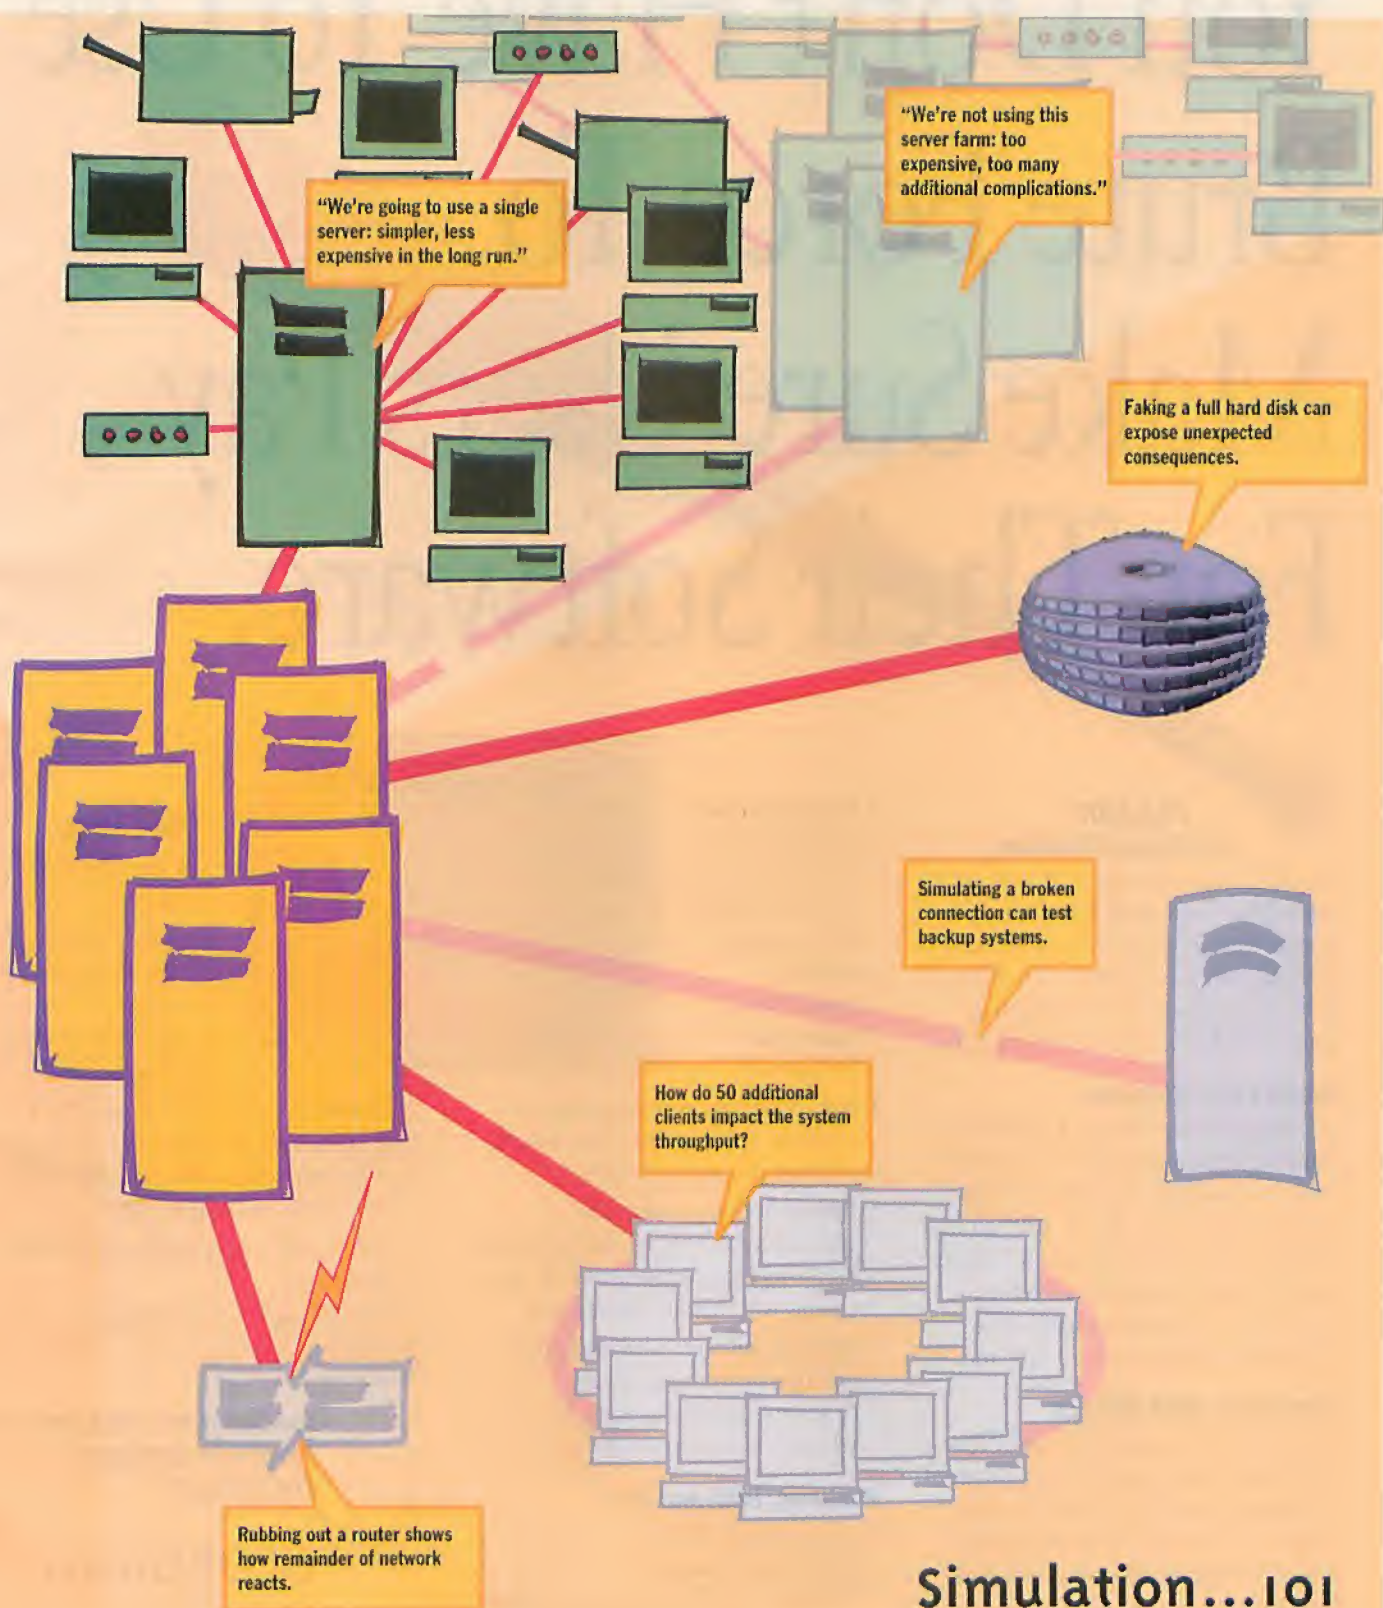 "We're going to use a single
server: simpler, less
expensive in the long run."
"We're not using this
server farm: too
expensive, too many
additional complications."
Faking a full hard disk can
expose unexpected
consequences.
Simulating a broken
connection can test
backup systems.
How do 50 additional
clients impact the system
throughput?
Rubbing out a router shows
how remainder of network
reacts.
Simulation...101